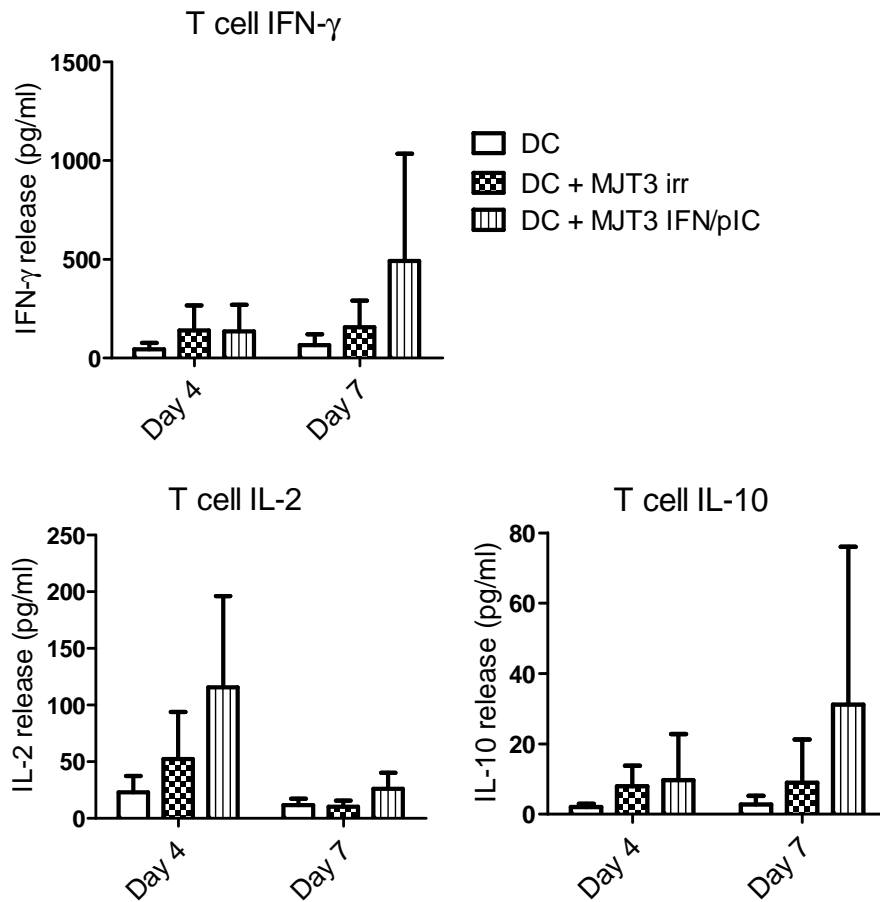 T cell IFN-γ
IFN-γ release (pg/ml)
1500
1000
500
0
Day 4
Day 7
DC
DC + MJT3 irr
DC + MJT3 IFN/pIC
T cell IL-2
IL-2 release (pg/ml)
250
200
150
100
50
0
Day 4
Day 7
T cell IL-10
IL-10 release (pg/ml)
80
60
40
20
0
Day 4
Day 7